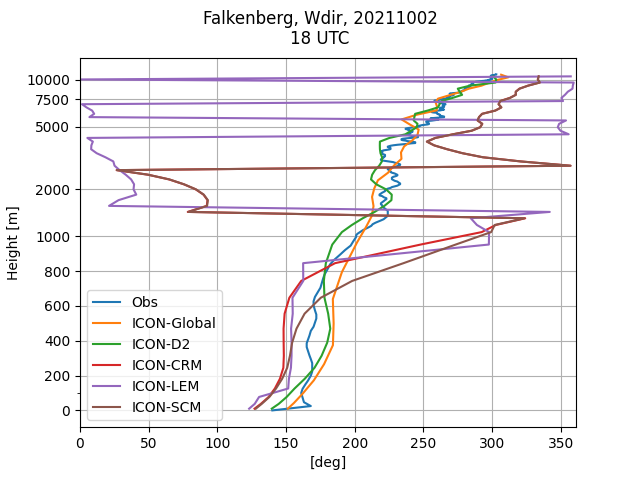 Falkenberg, Wdir, 20211002
18 UTC
Height [m]
10000
7500
5000
2000
1000
800
600
400
200
0
Obs
ICON-Global
ICON-D2
ICON-CRM
ICON-LEM
ICON-SCM
0 50 100 150 200 250 300 350
[deg]